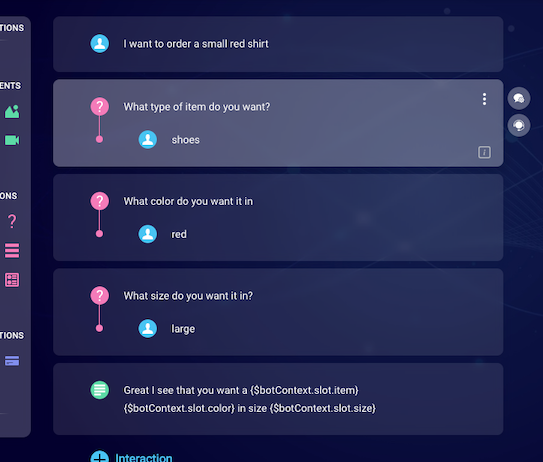 TIONS
I want to order a small red shirt
ENTS
What type of item do you want?
shoes
ONS
What color do you want it in
red
What size do you want it in?
large
TIONS
Great I see that you want a {$botContext.slot.item}
{$botContext.slot.color} in size {$botContext.slot.size}
Interaction